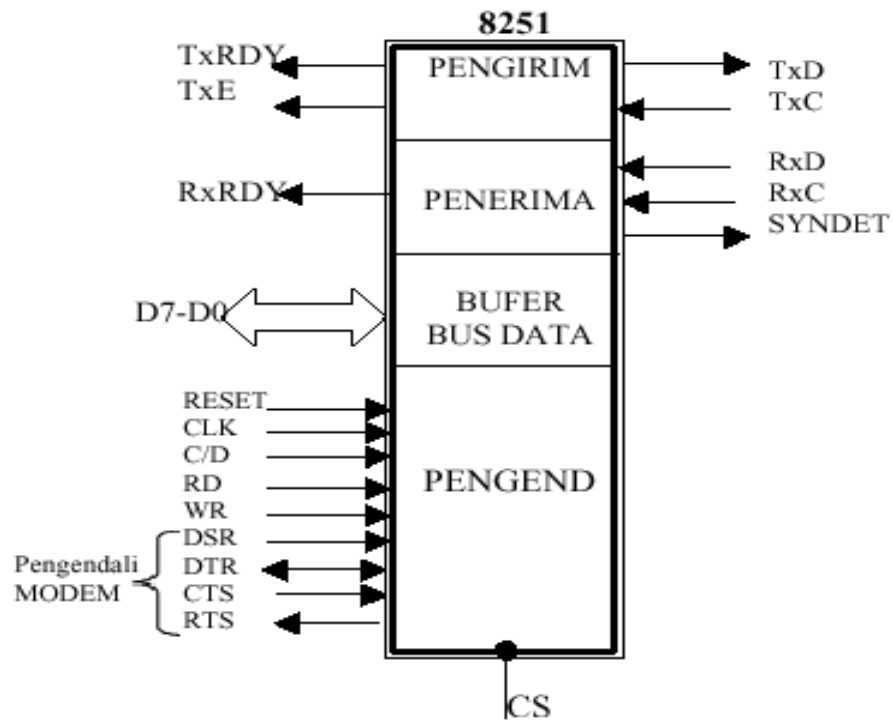 8251
TxRDY
TxE
PENGIRIM
TxD
TxC
RxRDY
PENERIMA
RxD
RxC
SYNDET
D7-D0
BUFER
BUS DATA
RESET
CLK
C/D
RD
WR
DSR
DTR
CTS
RTS
PENGEND
Pengendali
MODEM
CS